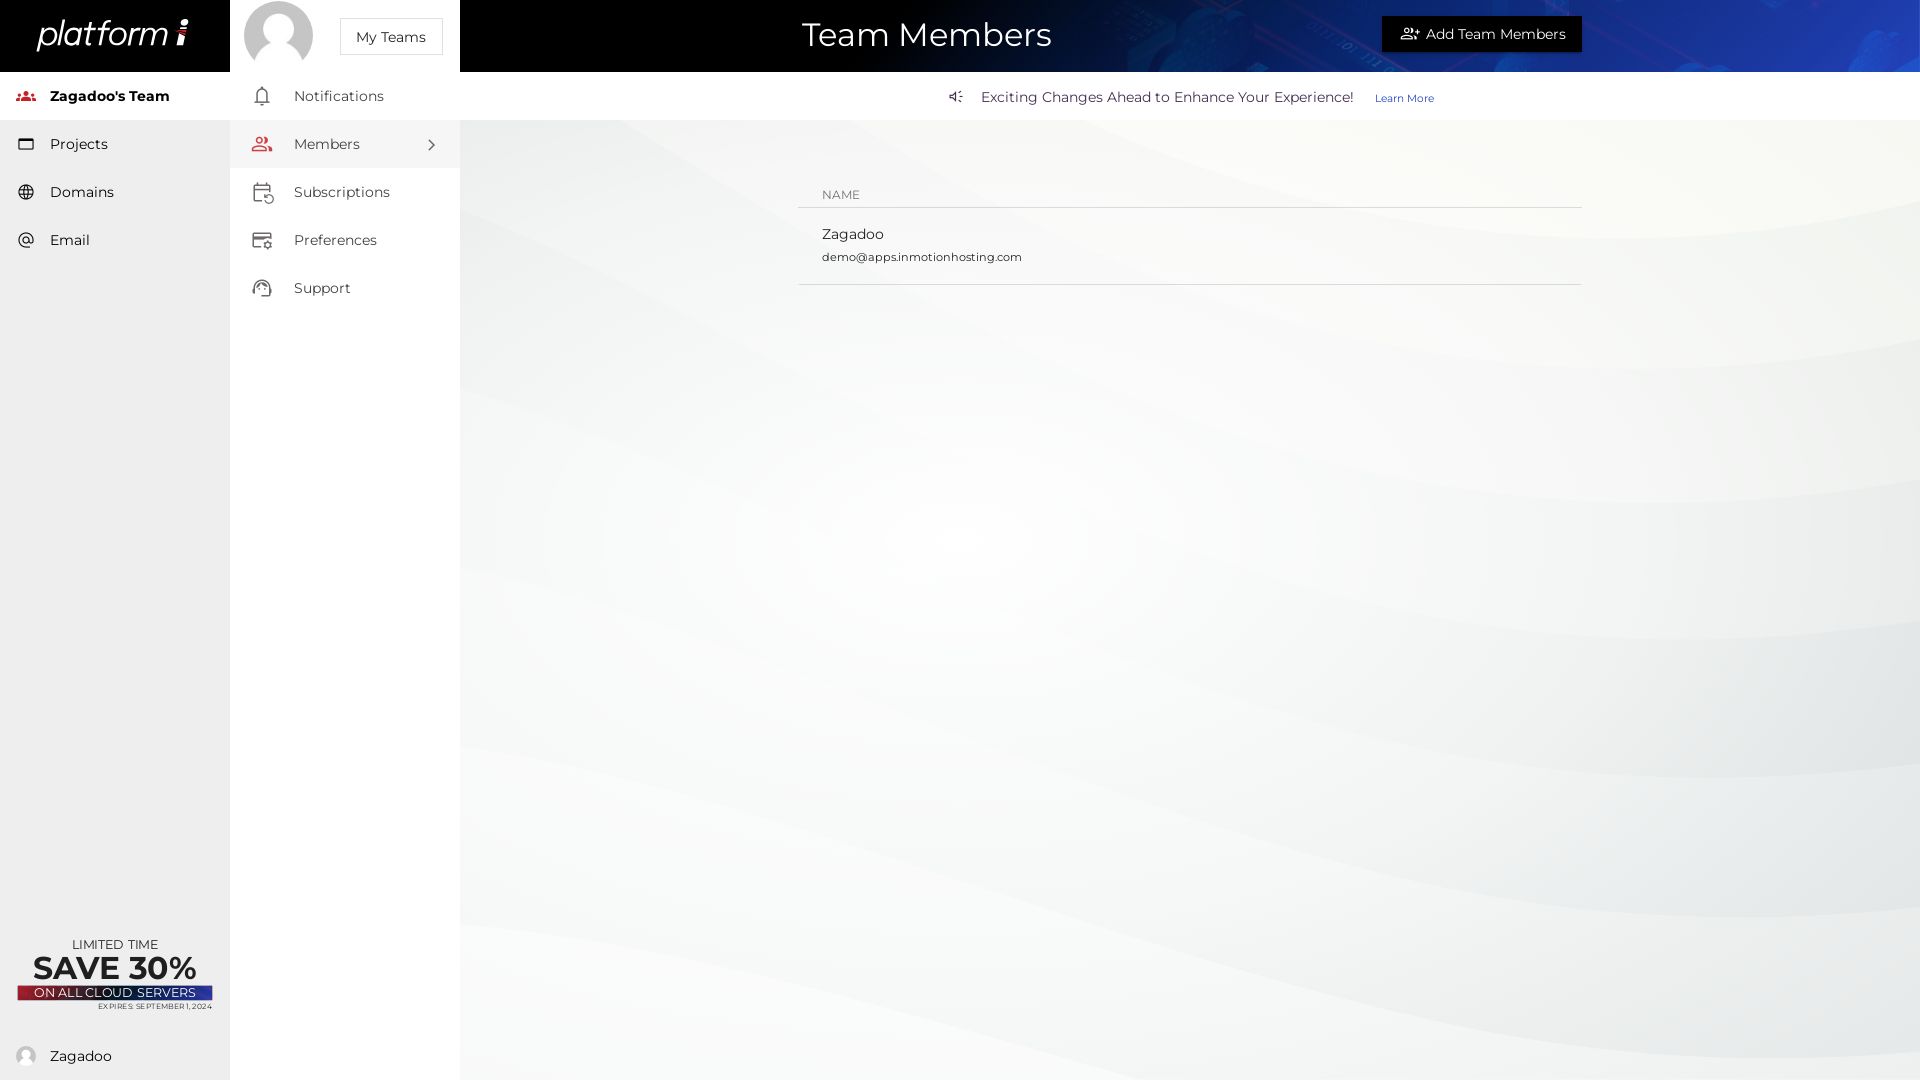 platform i
My Teams
Team Members
Add Team Members
Zagadoo's Team
Notifications
Exciting Changes Ahead to Enhance Your Experience! Learn More
Projects
Members
Domains
Subscriptions
Email
Preferences
Support
NAME
Zagadoo
demo@apps.inmotionhosting.com
LIMITED TIME
SAVE 30%
ON ALL CLOUD SERVERS
EXPIRES: SEPTEMBER 1, 2024
Zagadoo